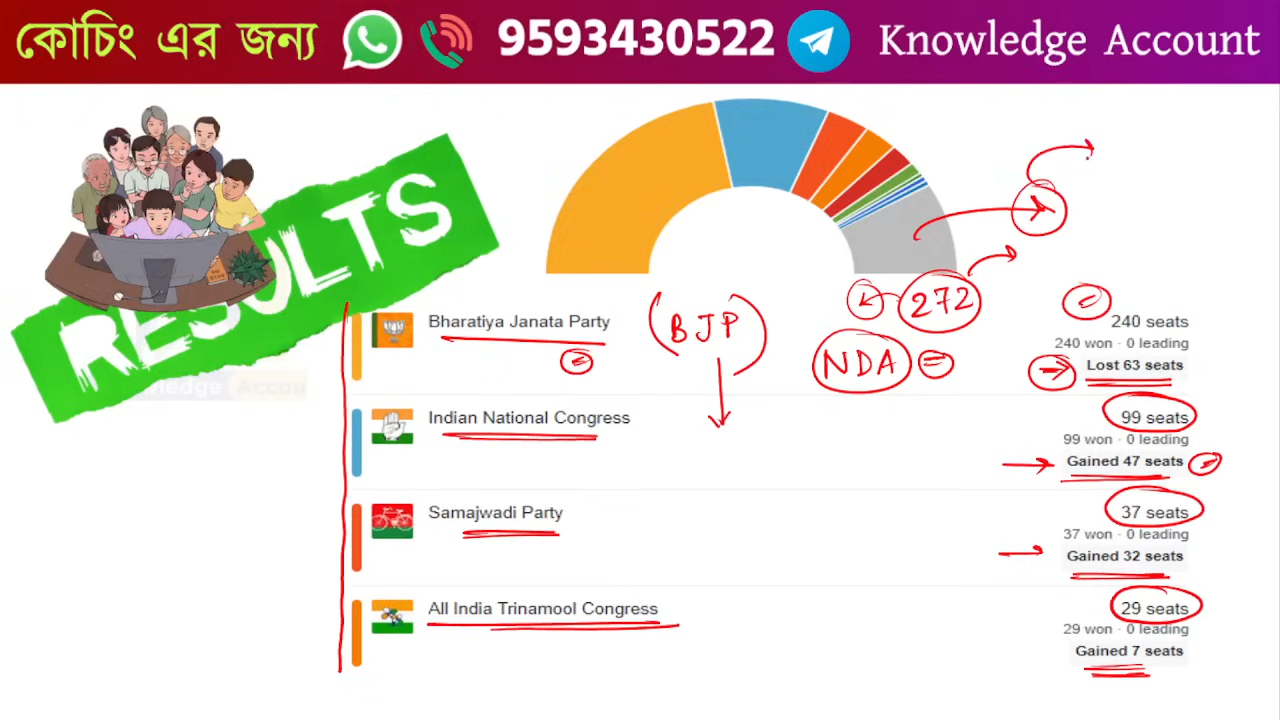 কোচিং এর জন্য 9593430522 Knowledge Account
RESULTS
272
Bharatiya Janata Party
(BJP)
NDA
240 seats
240 won · 0 leading
Lost 63 seats
Indian National Congress
99 seats
99 won · 0 leading
Gained 47 seats
Samajwadi Party
37 seats
37 won · 0 leading
Gained 32 seats
All India Trinamool Congress
29 seats
29 won · 0 leading
Gained 7 seats